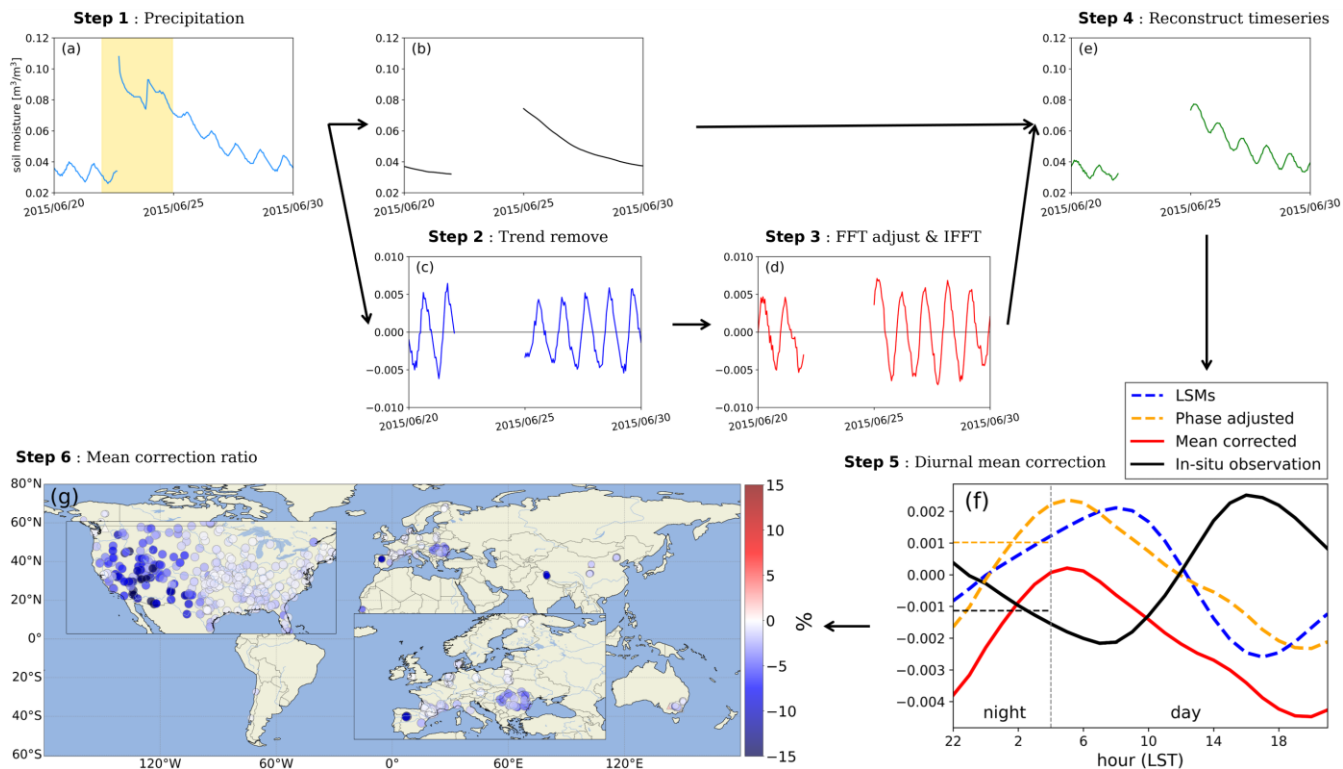 Step 1 : Precipitation
Step 4 : Reconstruct timeseries
soil moisture [m³/m³]
0.12
0.10
0.08
0.06
0.04
0.02
(a)
2015/06/20
2015/06/25
2015/06/30
0.12
0.10
0.08
0.06
0.04
0.02
(b)
2015/06/20
2015/06/25
2015/06/30
0.12
0.10
0.08
0.06
0.04
0.02
(e)
2015/06/20
2015/06/25
2015/06/30
Step 2 : Trend remove
Step 3 : FFT adjust & IFFT
0.010
0.005
0.000
−0.005
−0.010
(c)
2015/06/20
2015/06/25
2015/06/30
0.010
0.005
0.000
−0.005
−0.010
(d)
2015/06/20
2015/06/25
2015/06/30
LSMs
Phase adjusted
Mean corrected
In-situ observation
Step 6 : Mean correction ratio
Step 5 : Diurnal mean correction
80°N
60°N
40°N
20°N
0°
20°S
40°S
60°S
(g)
120°W
60°W
0°E
60°E
120°E
15
10
5
0
−5
−10
−15
%
(f)
0.002
0.001
0.000
−0.001
−0.002
−0.003
−0.004
night
day
22
2
6
10
14
18
hour (LST)